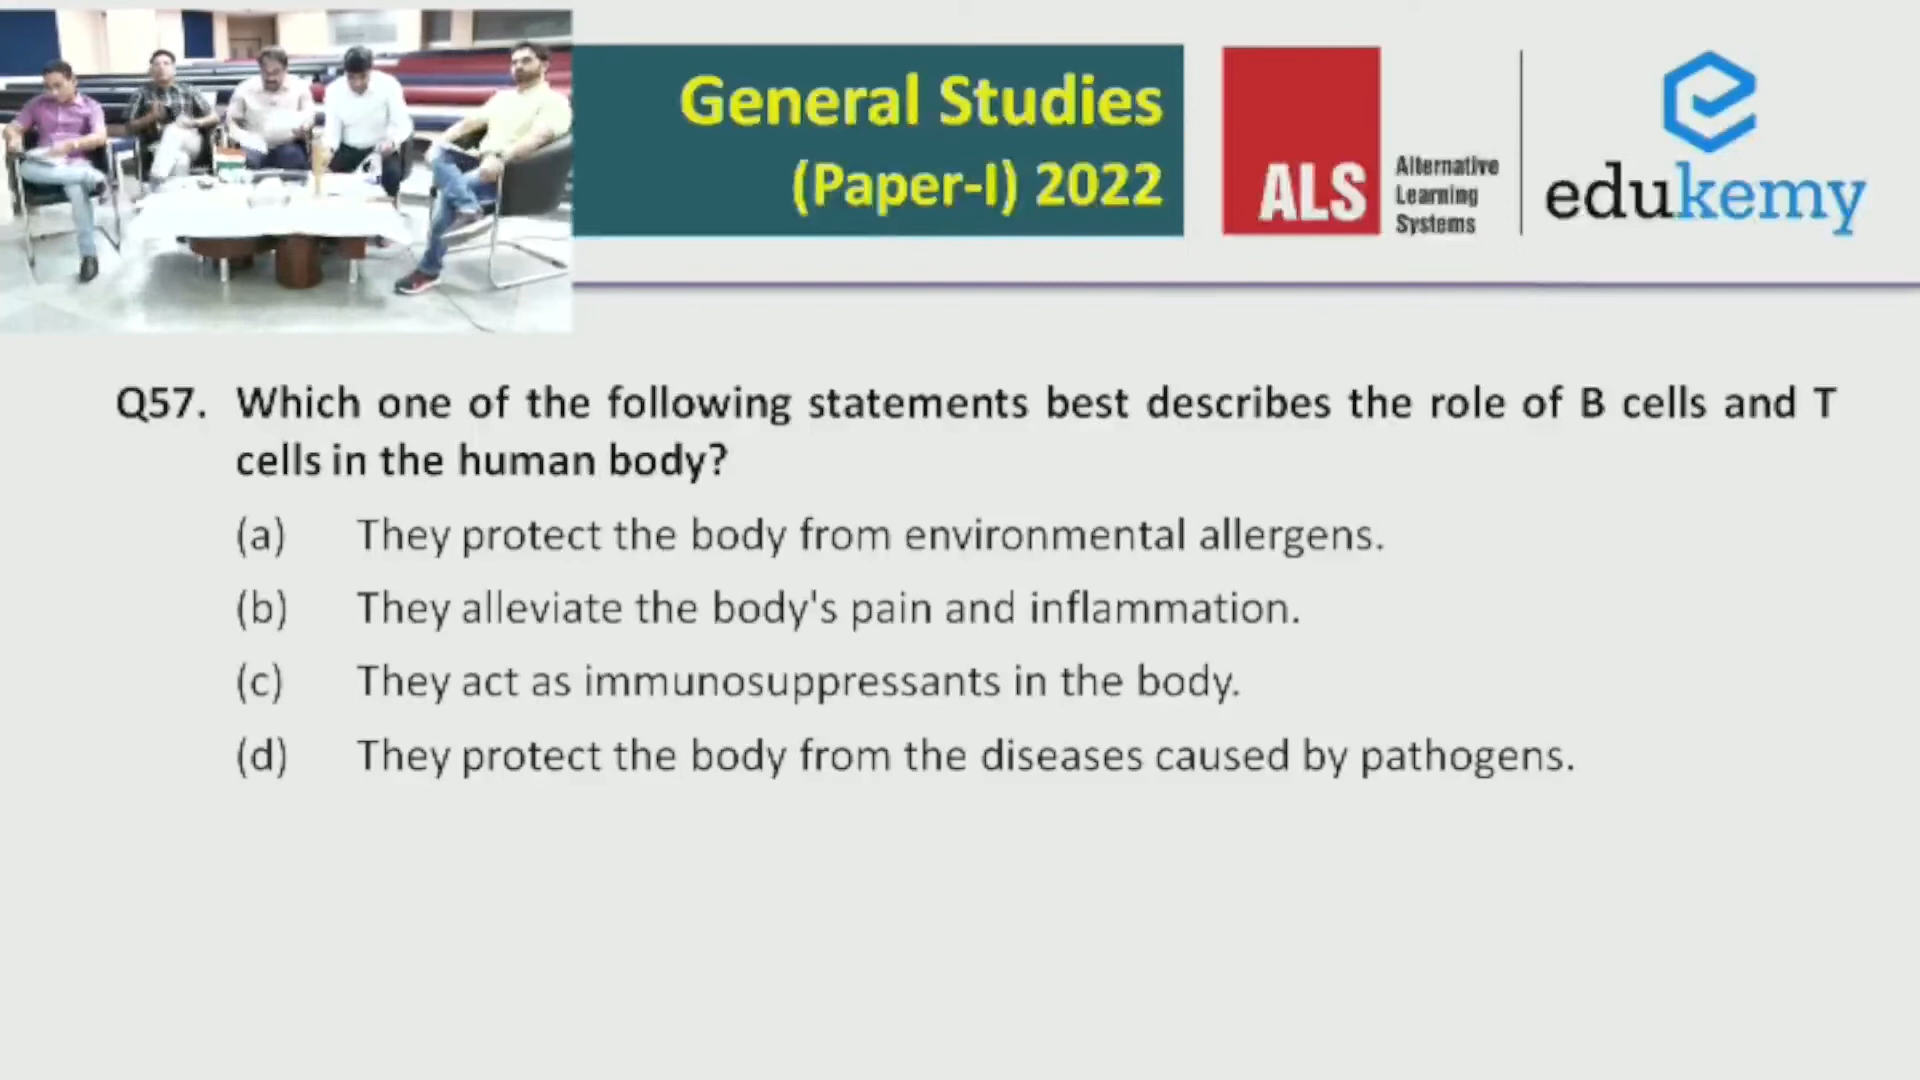 General Studies
(Paper-I) 2022
ALS
Alternative
Learning
Systems
edukemy
Q57. Which one of the following statements best describes the role of B cells and T
cells in the human body?
(a) They protect the body from environmental allergens.
(b) They alleviate the body's pain and inflammation.
(c) They act as immunosuppressants in the body.
(d) They protect the body from the diseases caused by pathogens.